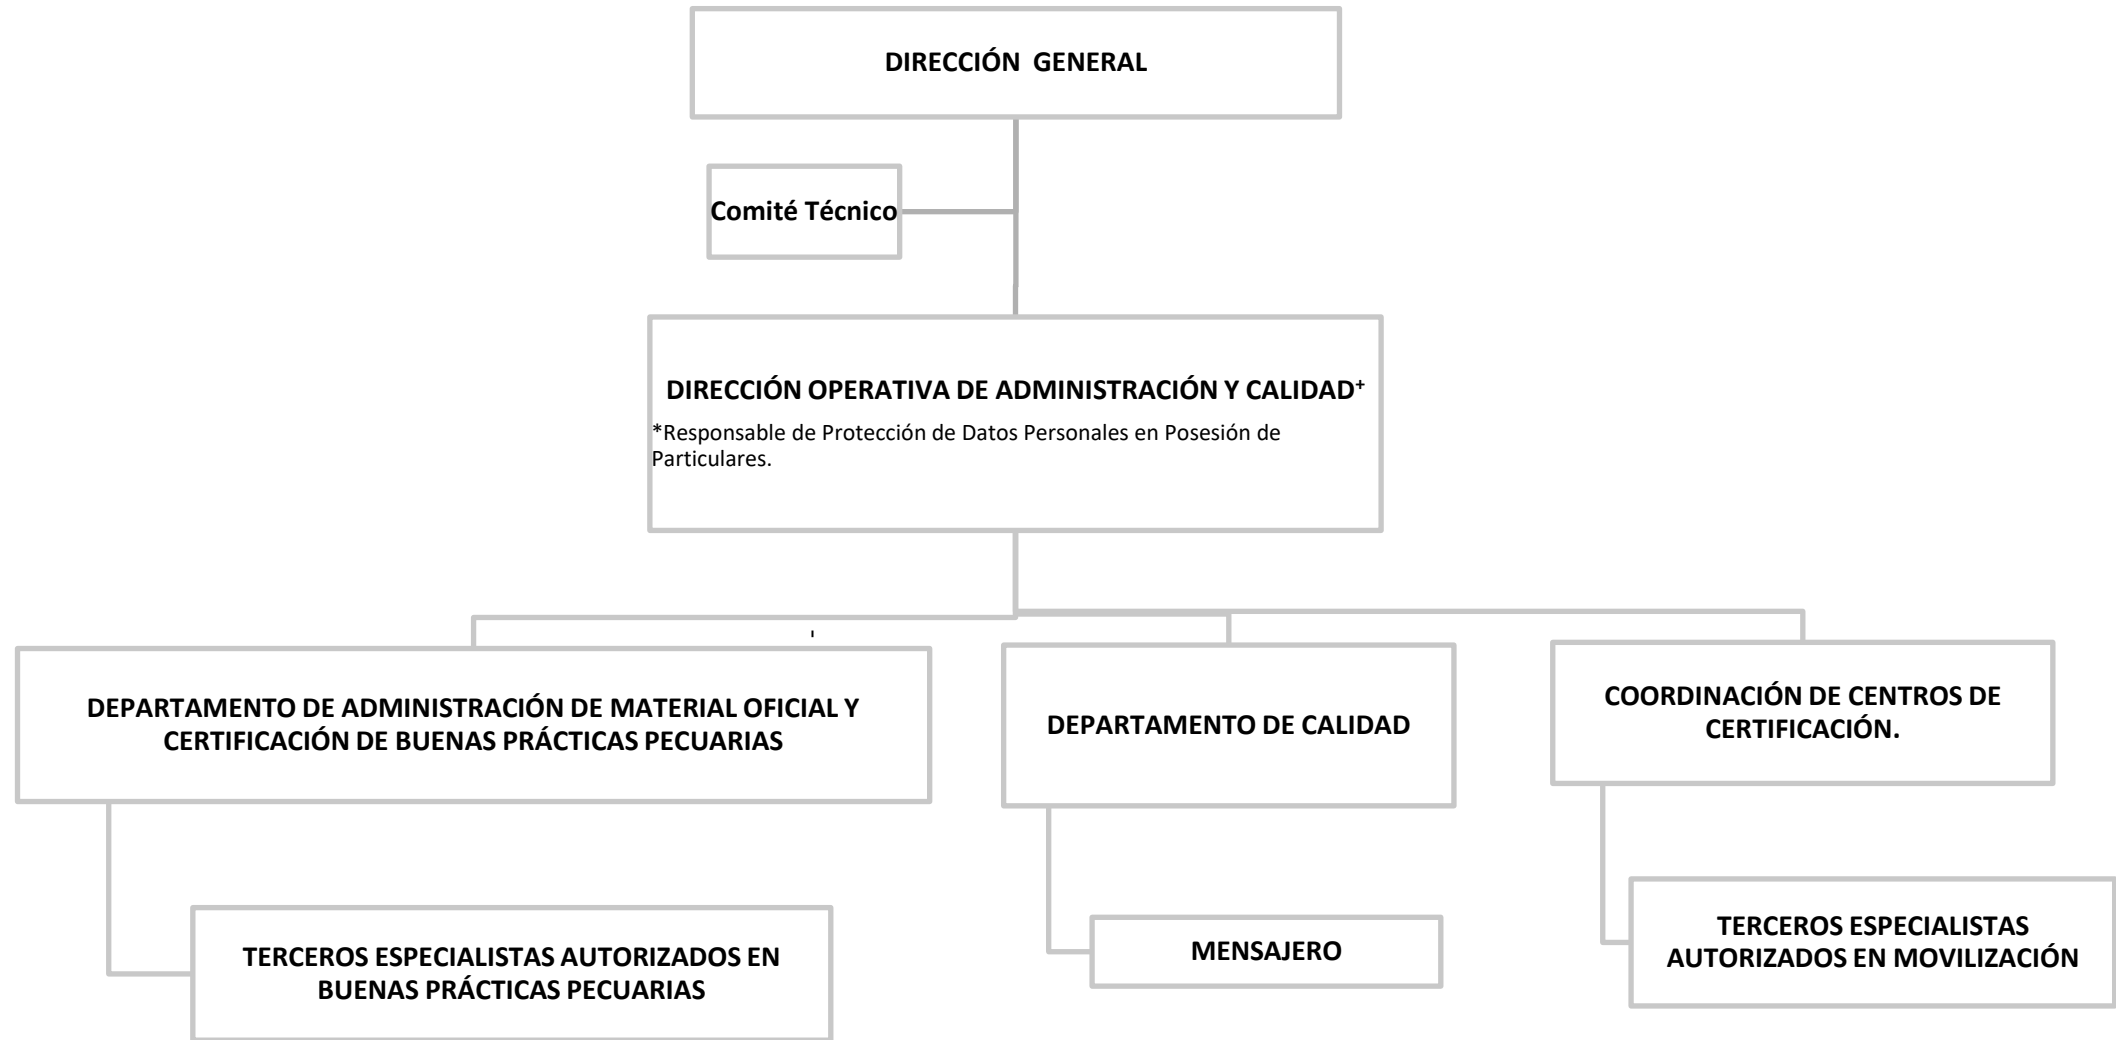 DIRECCIÓN  GENERAL
Comité Técnico
DIRECCIÓN OPERATIVA DE ADMINISTRACIÓN Y CALIDAD⁺
*Responsable de Protección de Datos Personales en Posesión de
Particulares.
DEPARTAMENTO DE ADMINISTRACIÓN DE MATERIAL OFICIAL Y
CERTIFICACIÓN DE BUENAS PRÁCTICAS PECUARIAS
DEPARTAMENTO DE CALIDAD
COORDINACIÓN DE CENTROS DE
CERTIFICACIÓN.
TERCEROS ESPECIALISTAS AUTORIZADOS EN
BUENAS PRÁCTICAS PECUARIAS
MENSAJERO
TERCEROS ESPECIALISTAS
AUTORIZADOS EN MOVILIZACIÓN